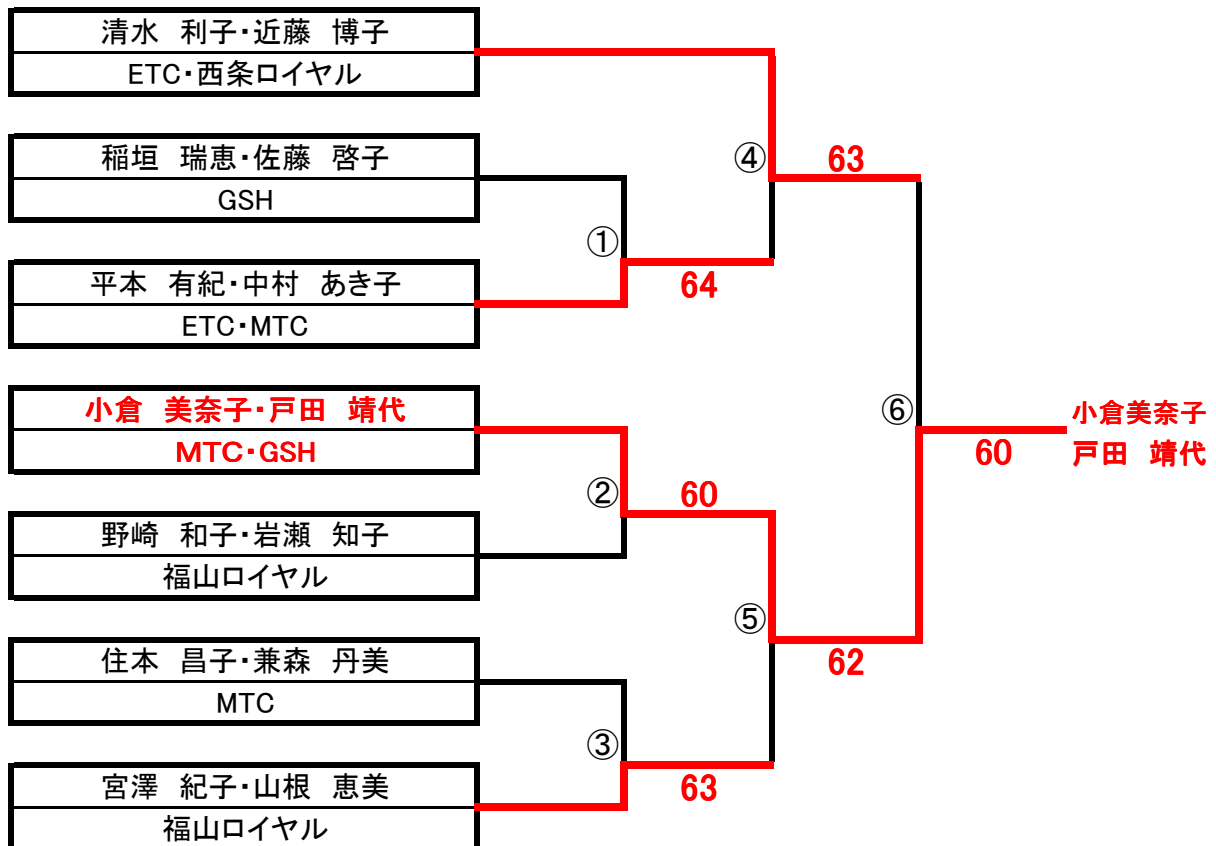 清水　利子・近藤　博子
ETC・西条ロイヤル
稲垣　瑞恵・佐藤　啓子
GSH
平本　有紀・中村　あき子
ETC・MTC
小倉　美奈子・戸田　靖代
MTC・GSH
野崎　和子・岩瀬　知子
福山ロイヤル
住本　昌子・兼森　丹美
MTC
宮澤　紀子・山根　恵美
福山ロイヤル
①
64
②
60
③
63
④
63
⑤
62
⑥
60
小倉美奈子
戸田　靖代